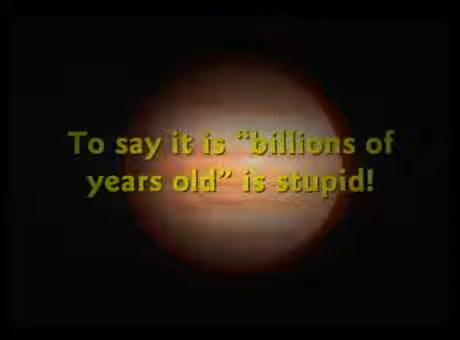 To say it is “billions of
years old” is stupid!